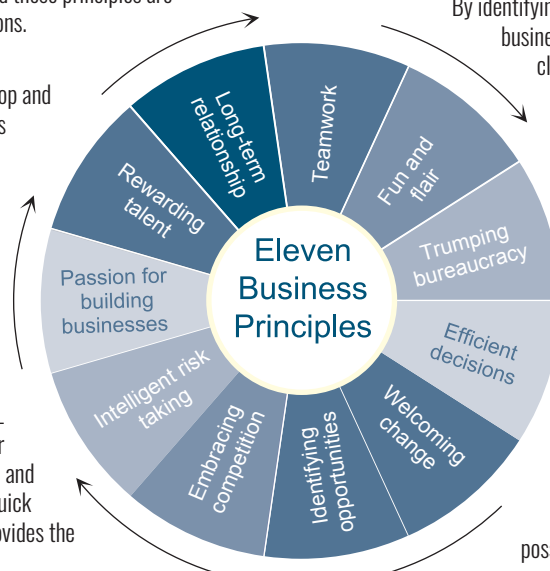 d these principles are
ons.
By identifyin
busine
cl
op and
s
Long-term
relationship
Teamwork
Fun and
flair
Trumping
bureaucracy
Efficient
decisions
Welcoming
change
Identifying
opportunities
Embracing
competition
Intelligent risk
taking
Passion for
building
businesses
Rewarding
talent
Eleven
Business
Principles
r
and
uick
ovides the
poss